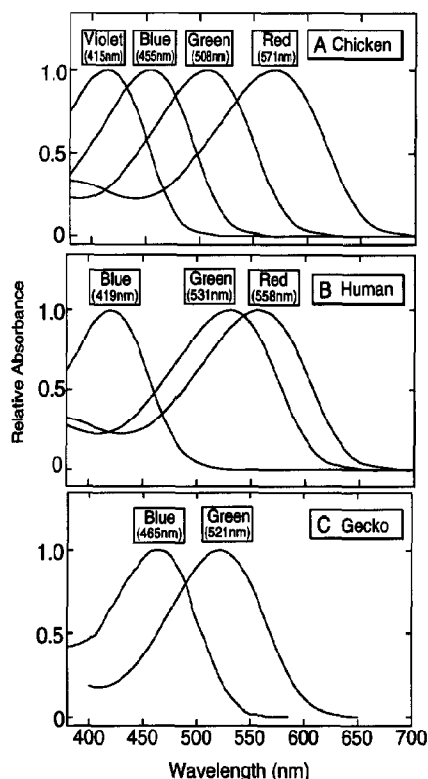 Violet Blue Green Red
(415nm) (455nm) (508nm) (571nm)
A Chicken
1.0
0.5
0
Blue Green Red
(419nm) (531nm) (558nm)
B Human
1.0
0.5
0
Blue Green
(465nm) (521nm)
C Gecko
1.0
0.5
0
Relative Absorbance
400 450 500 550 600 650 700
Wavelength (nm)